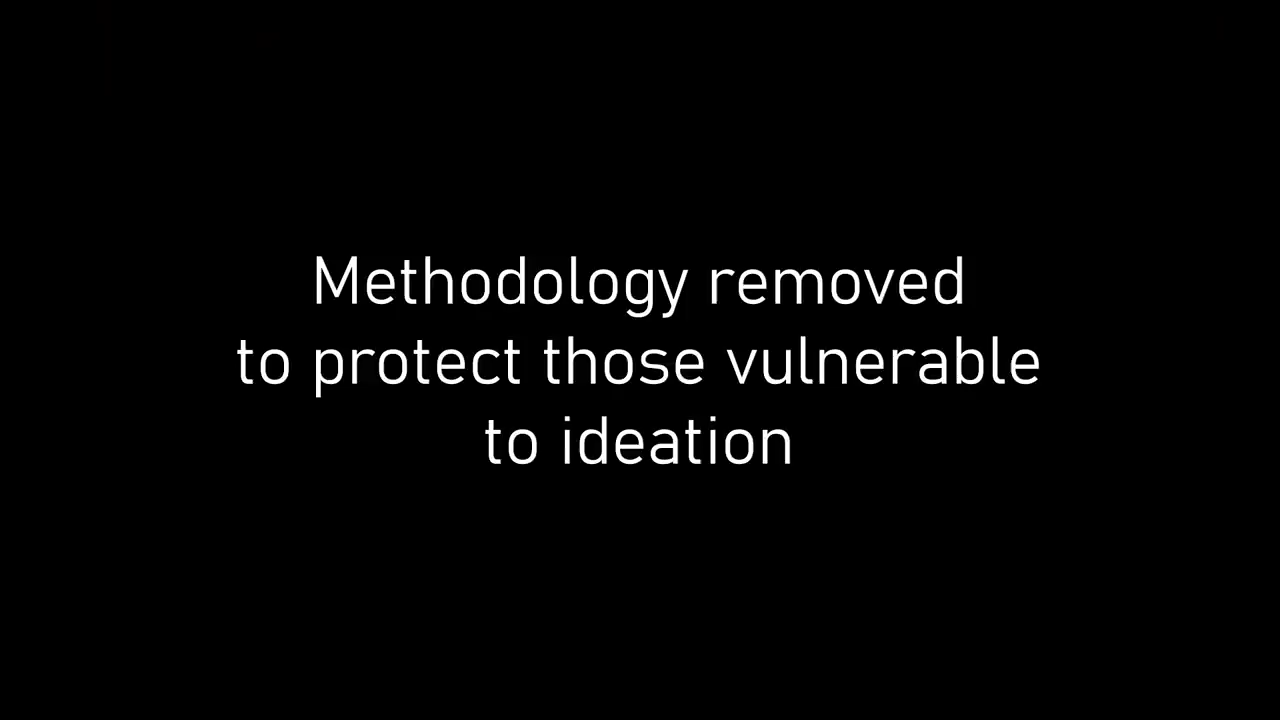 Methodology removed
to protect those vulnerable
to ideation